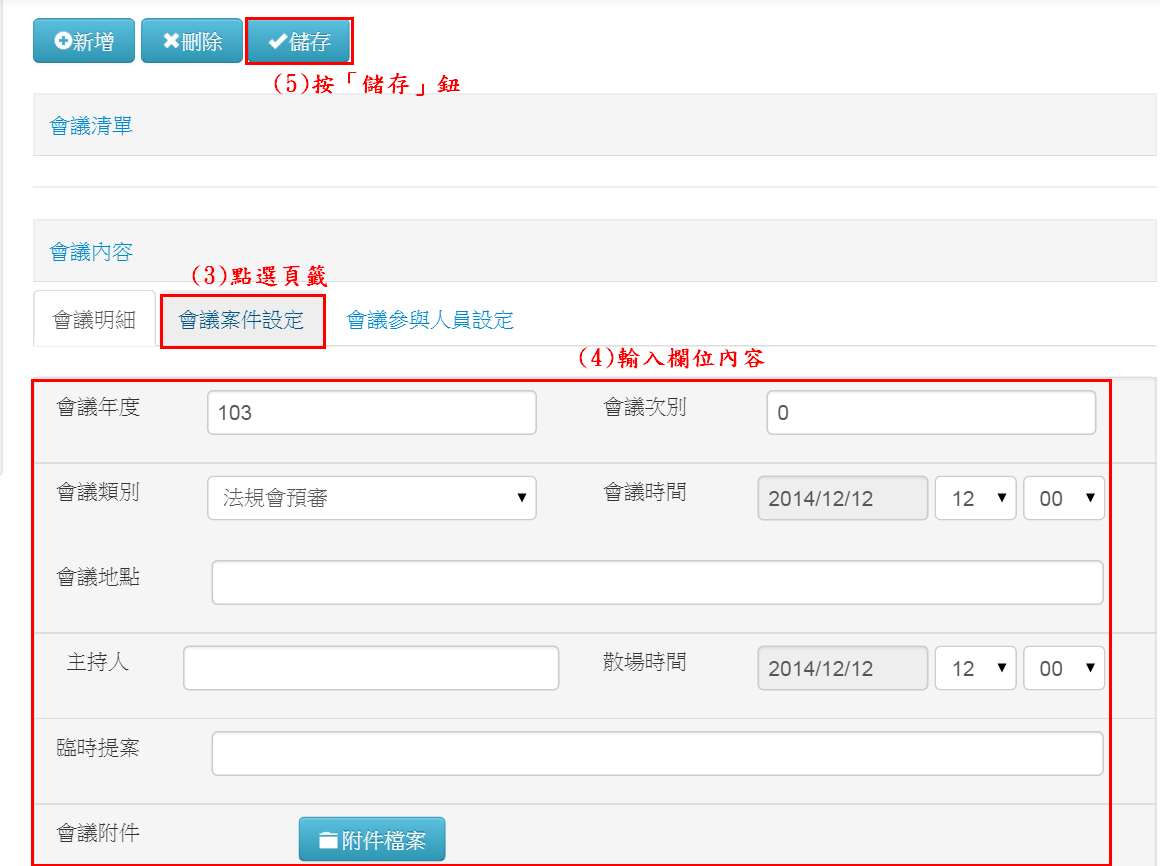 新增 刪除 儲存
(5)按「儲存」鈕
會議清單
會議內容
(3)點選頁籤
會議明細 會議案件設定 會議參與人員設定
(4)輸入欄位內容
會議年度 103 會議次別 0
會議類別 法規會預審 會議時間 2014/12/12 12 00
會議地點
主持人 散場時間 2014/12/12 12 00
臨時提案
會議附件 附件檔案